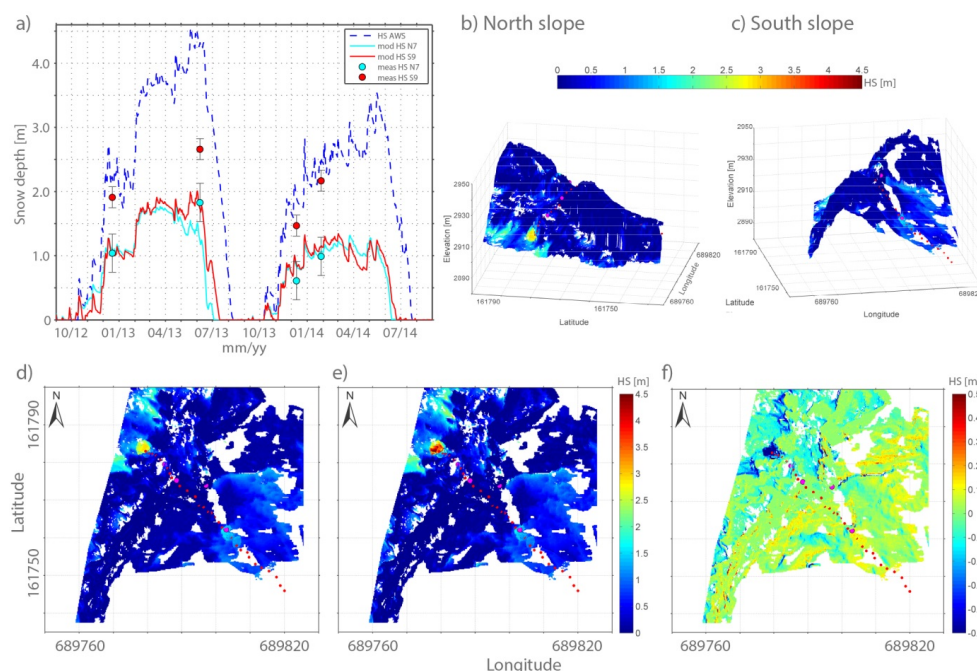 a)
b) North slope
c) South slope
HS AWS
mod HS N7
mod HS S9
meas HS N7
meas HS S9
4.0
3.0
2.0
1.0
0
Snow depth [m]
10/12 01/13 04/13 07/13 10/13 01/14 04/14 07/14
mm/yy
HS [m]
0 0.5 1 1.5 2 2.5 3 3.5 4 4.5
2950
2930
2910
2890
Elevation [m]
161790
161750
Latitude
689760
689820
Longitude
2950
2930
2910
2890
Elevation [m]
161790
161750
Latitude
689760
Longitude
d)
e)
f)
N
N
N
HS [m]
4.5
4
3.5
3
2.5
2
1.5
1
0.5
0
HS [m]
161790
161750
Latitude
689760 689820
689760 689820
689760 689820
Longitude